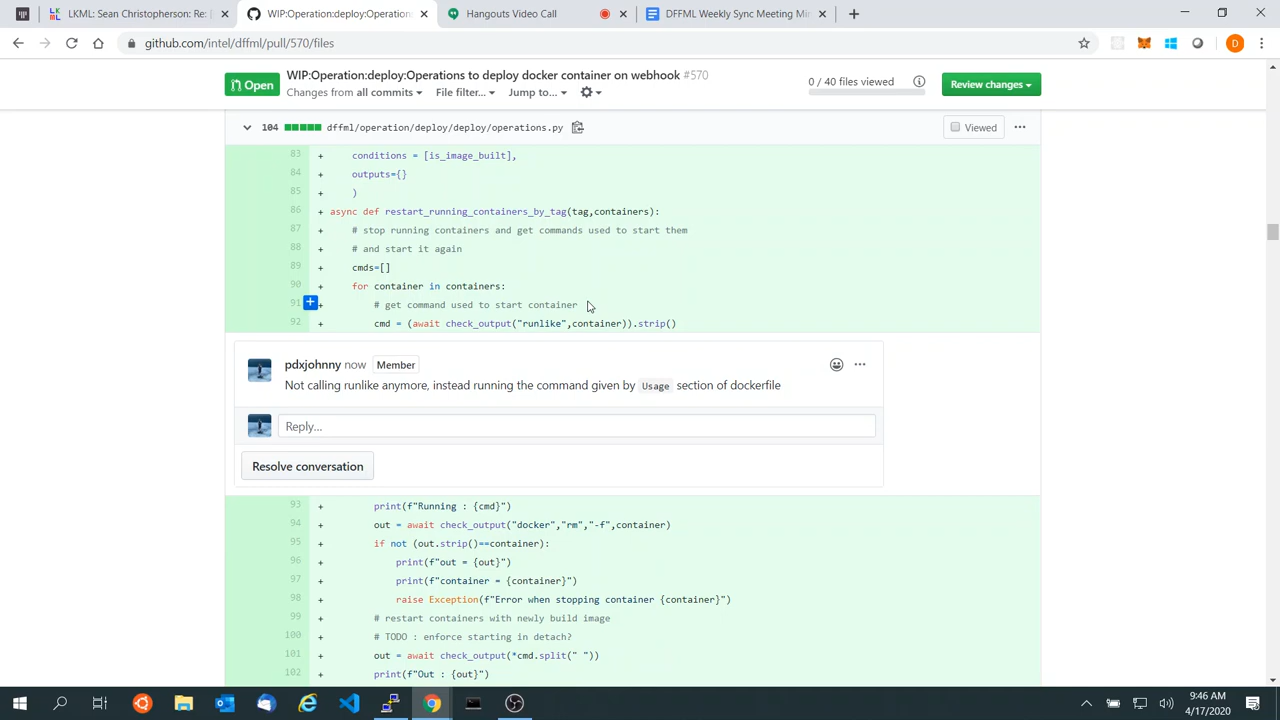 LKML: Sean Christopherson: Re: [
WIP:Operation:deploy:Operation
Hangouts Video Call
DFFML Weekly Sync Meeting Min
github.com/intel/dffml/pull/570/files
D
Open
WIP:Operation:deploy:Operations to deploy docker container on webhook #570
Changes from all commits
File filter...
Jump to...
0 / 40 files viewed
Review changes
104 dffml/operation/deploy/deploy/operations.py
Viewed
83 + conditions = [is_image_built],
84 + outputs={}
85 + )
86 + async def restart_running_containers_by_tag(tag,containers):
87 + # stop running containers and get commands used to start them
88 + # and start it again
89 + cmds=[]
90 + for container in containers:
91 + # get command used to start container
92 + cmd = (await check_output("runlike",container)).strip()
pdxjohnny now Member
Not calling runlike anymore, instead running the command given by Usage section of dockerfile
Reply...
Resolve conversation
93 + print(f"Running : {cmd}")
94 + out = await check_output("docker","rm","-f",container)
95 + if not (out.strip()==container):
96 + print(f"out = {out}")
97 + print(f"container = {container}")
98 + raise Exception(f"Error when stopping container {container}")
99 + # restart containers with newly build image
100 + # TODO : enforce starting in detach?
101 + out = await check_output(*cmd.split(" "))
102 + print(f"Out : {out}")
9:46 AM
4/17/2020